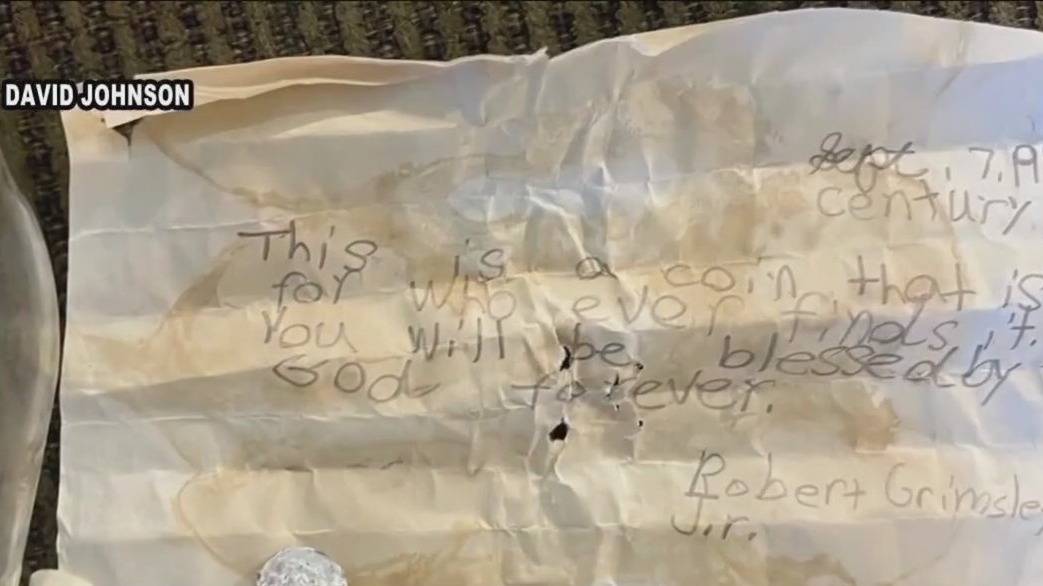 DAVID JOHNSON
Sept. 7, A
century
This is a coin that is
for who ever finds it.
You will be blessed by
God forever.
Robert Grimsle
J.r.